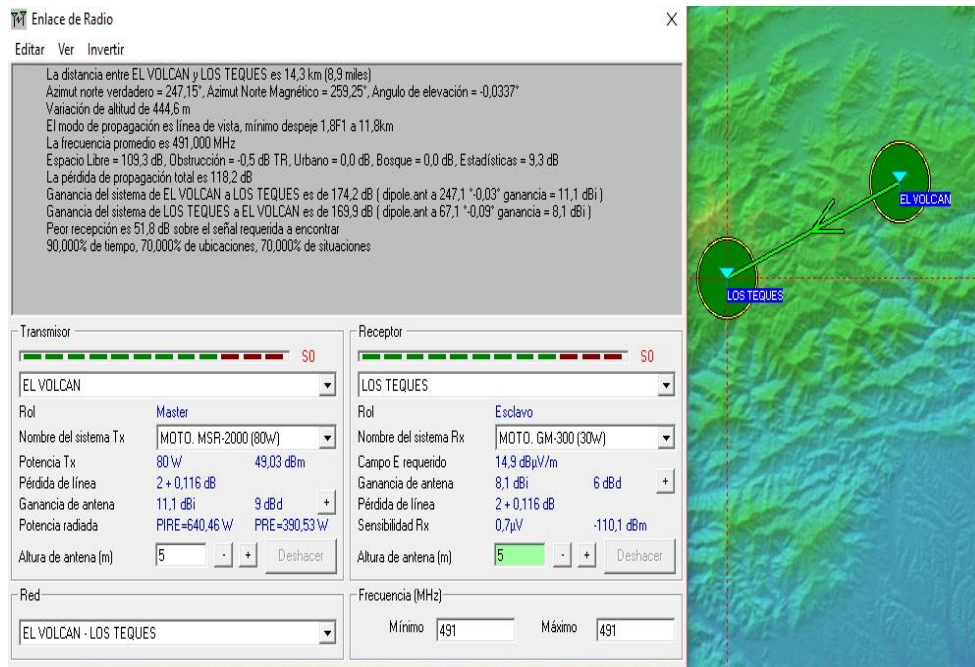 Enlace de Radio
X
Editar Ver Invertir
La distancia entre EL VOLCAN y LOS TEQUES es 14,3 km (8,9 miles)
Azimut norte verdadero = 247,15°, Azimut Norte Magnético = 259,25°, Angulo de elevación = -0,0337°
Variación de altitud de 444,6 m
El modo de propagación es línea de vista, mínimo despeje 1,8F1 a 11,8km
La frecuencia promedio es 491,000 MHz
Espacio Libre = 109,3 dB, Obstrucción = -0,5 dB TR, Urbano = 0,0 dB, Bosque = 0,0 dB, Estadísticas = 9,3 dB
La pérdida de propagación total es 118,2 dB
Ganancia del sistema de EL VOLCAN a LOS TEQUES es de 174,2 dB ( dipole.ant a 247,1 °-0,03° ganancia = 11,1 dBi )
Ganancia del sistema de LOS TEQUES a EL VOLCAN es de 169,9 dB ( dipole.ant a 67,1 °-0,09° ganancia = 8,1 dBi )
Peor recepción es 51,8 dB sobre el señal requerida a encontrar
90,000% de tiempo, 70,000% de ubicaciones, 70,000% de situaciones
Transmisor
S0
EL VOLCAN
Rol Master
Nombre del sistema Tx MOTO. MSR-2000 (80W)
Potencia Tx 80 W 49,03 dBm
Pérdida de línea 2 + 0,116 dB
Ganancia de antena 11,1 dBi 9 dBd +
Potencia radiada PIRE=640,46 W PRE=390,53 W
Altura de antena (m) 5 - + Deshacer
Red
EL VOLCAN - LOS TEQUES
Receptor
S0
LOS TEQUES
Rol Esclavo
Nombre del sistema Rx MOTO. GM-300 (30W)
Campo E requerido 14,9 dBµV/m
Ganancia de antena 8,1 dBi 6 dBd +
Pérdida de línea 2 + 0,116 dB
Sensibilidad Rx 0,7µV -110,1 dBm
Altura de antena (m) 5 - + Deshacer
Frecuencia (MHz)
Mínimo 491 Máximo 491
EL VOLCAN
LOS TEQUES